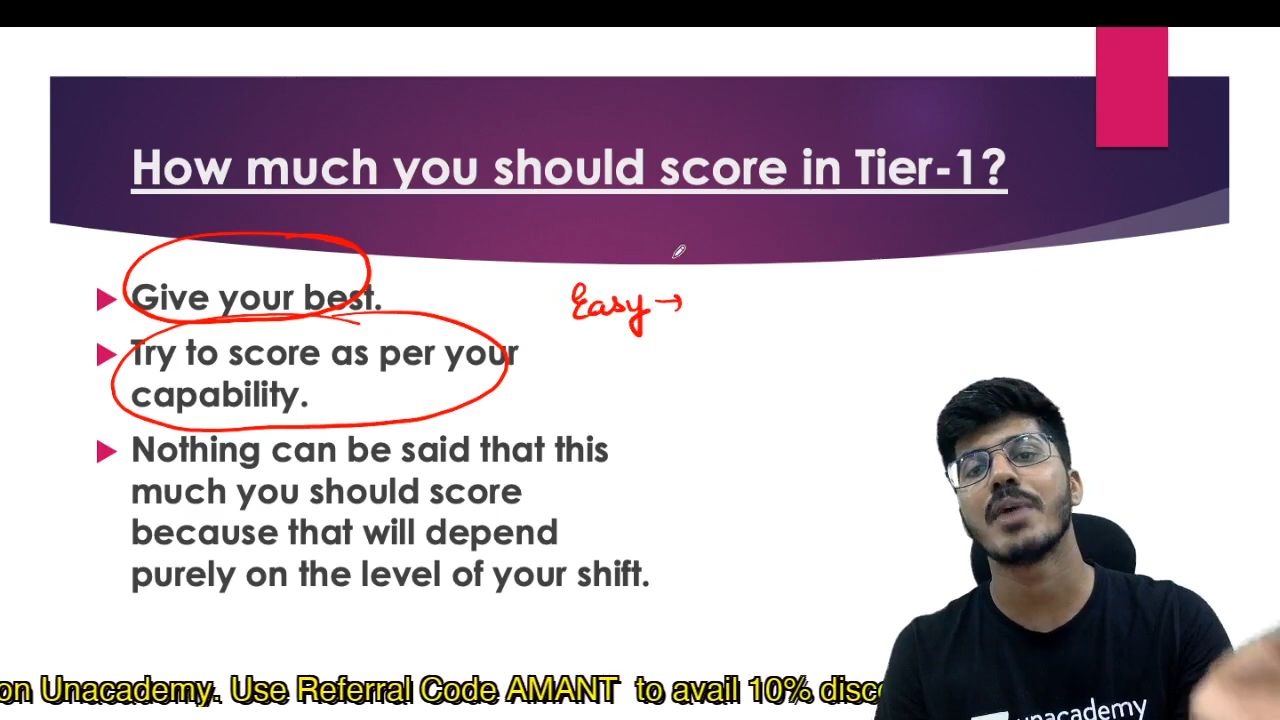 How much you should score in Tier-1?
Give your best.
Easy →
Try to score as per your
capability.
Nothing can be said that this
much you should score
because that will depend
purely on the level of your shift.
on Unacademy. Use Referral Code AMANT to avail 10%
unacademy